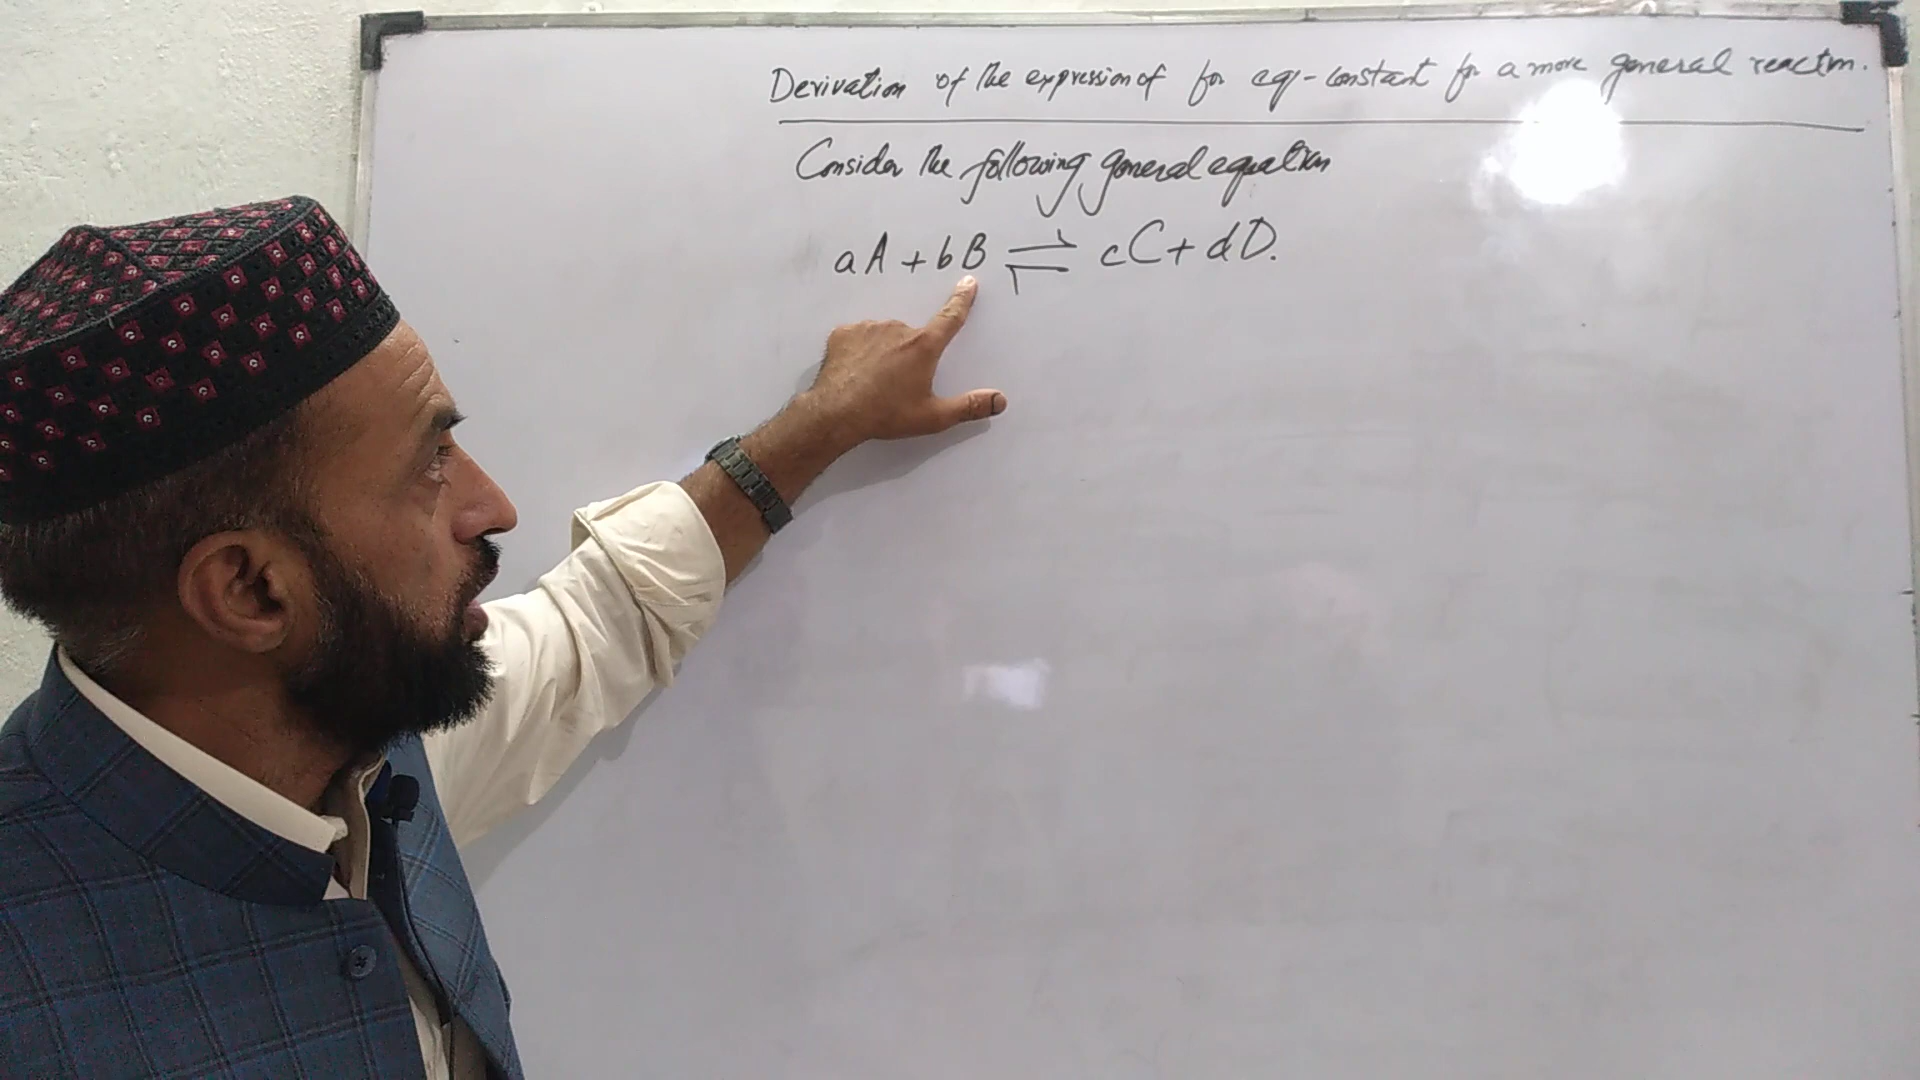 Derivation of the expression of for eq-constant for a more general reactn.
Consider the following general equation
aA + bB ⇌ cC + dD.